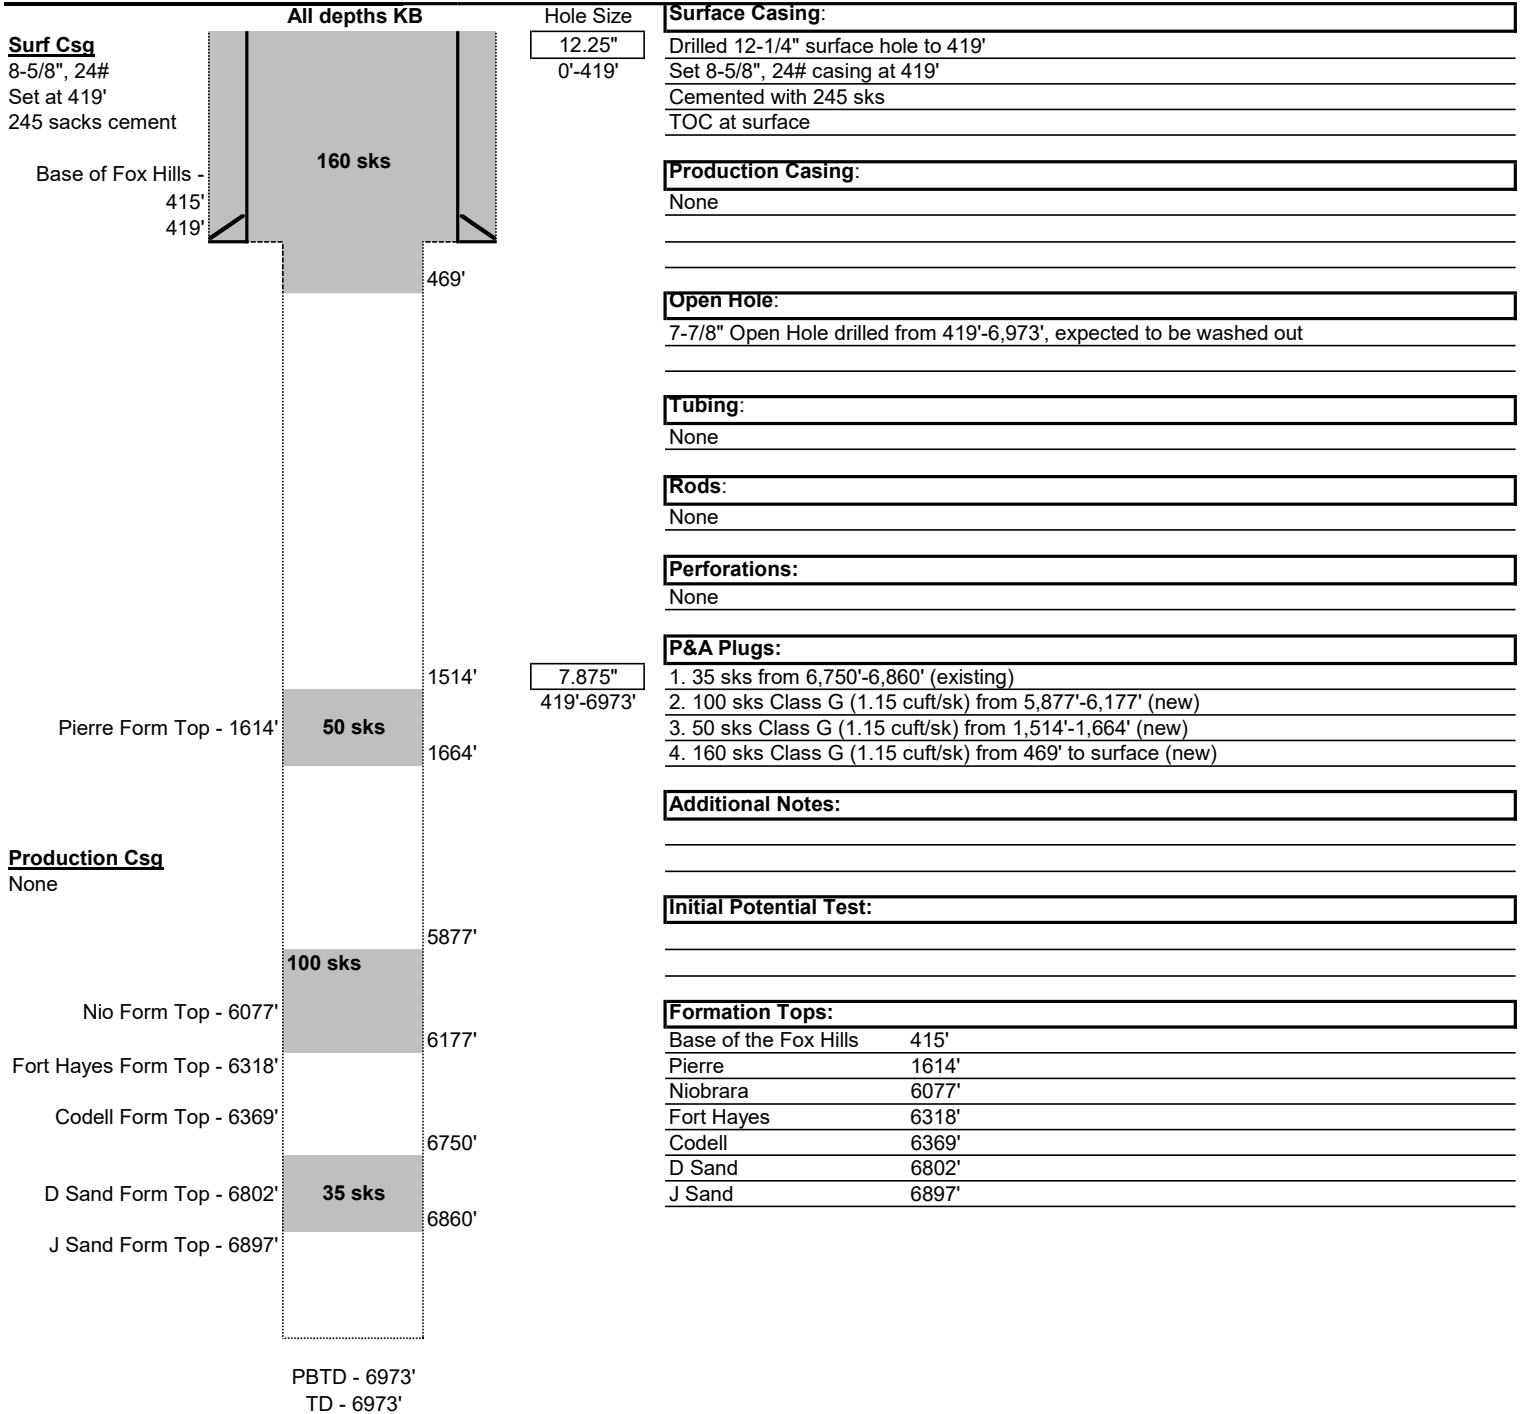 All depths KB
Hole Size
Surf Csg
8-5/8", 24#
Set at 419'
245 sacks cement
12.25"
0'-419'
160 sks
Base of Fox Hills -
415'
419'
469'
1514'
7.875"
419'-6973'
Pierre Form Top - 1614'
50 sks
1664'
Production Csg
None
5877'
100 sks
Nio Form Top - 6077'
6177'
Fort Hayes Form Top - 6318'
Codell Form Top - 6369'
6750'
D Sand Form Top - 6802'
35 sks
6860'
J Sand Form Top - 6897'
PBTD - 6973'
TD - 6973'
Surface Casing:
Drilled 12-1/4" surface hole to 419'
Set 8-5/8", 24# casing at 419'
Cemented with 245 sks
TOC at surface
Production Casing:
None
Open Hole:
7-7/8" Open Hole drilled from 419'-6,973', expected to be washed out
Tubing:
None
Rods:
None
Perforations:
None
P&A Plugs:
1. 35 sks from 6,750'-6,860' (existing)
2. 100 sks Class G (1.15 cuft/sk) from 5,877'-6,177' (new)
3. 50 sks Class G (1.15 cuft/sk) from 1,514'-1,664' (new)
4. 160 sks Class G (1.15 cuft/sk) from 469' to surface (new)
Additional Notes:
Initial Potential Test:
Formation Tops:
Base of the Fox Hills 415'
Pierre 1614'
Niobrara 6077'
Fort Hayes 6318'
Codell 6369'
D Sand 6802'
J Sand 6897'